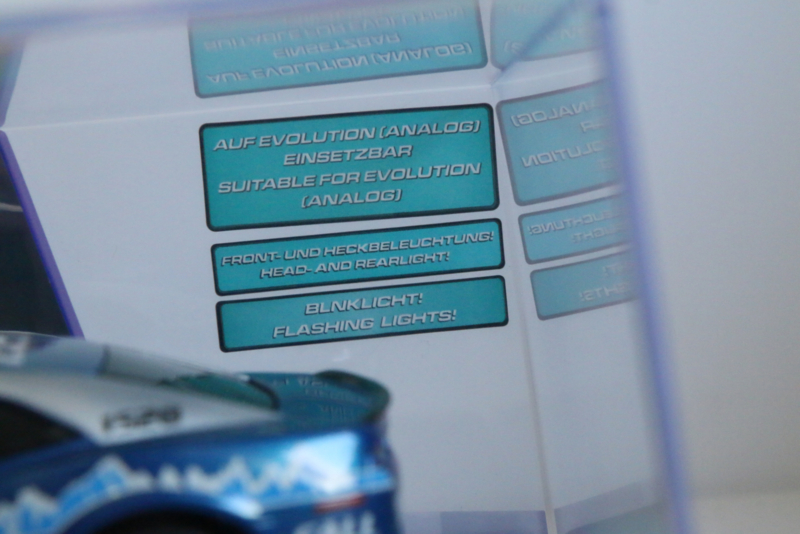 AUF EVOLUTION (ANALOG)
EINSETZBAR
SUITABLE FOR EVOLUTION
(ANALOG)
FRONT- UND HECKBELEUCHTUNG!
HEAD- AND REARLIGHT!
BLNKLICHT!
FLASHING LIGHTS!